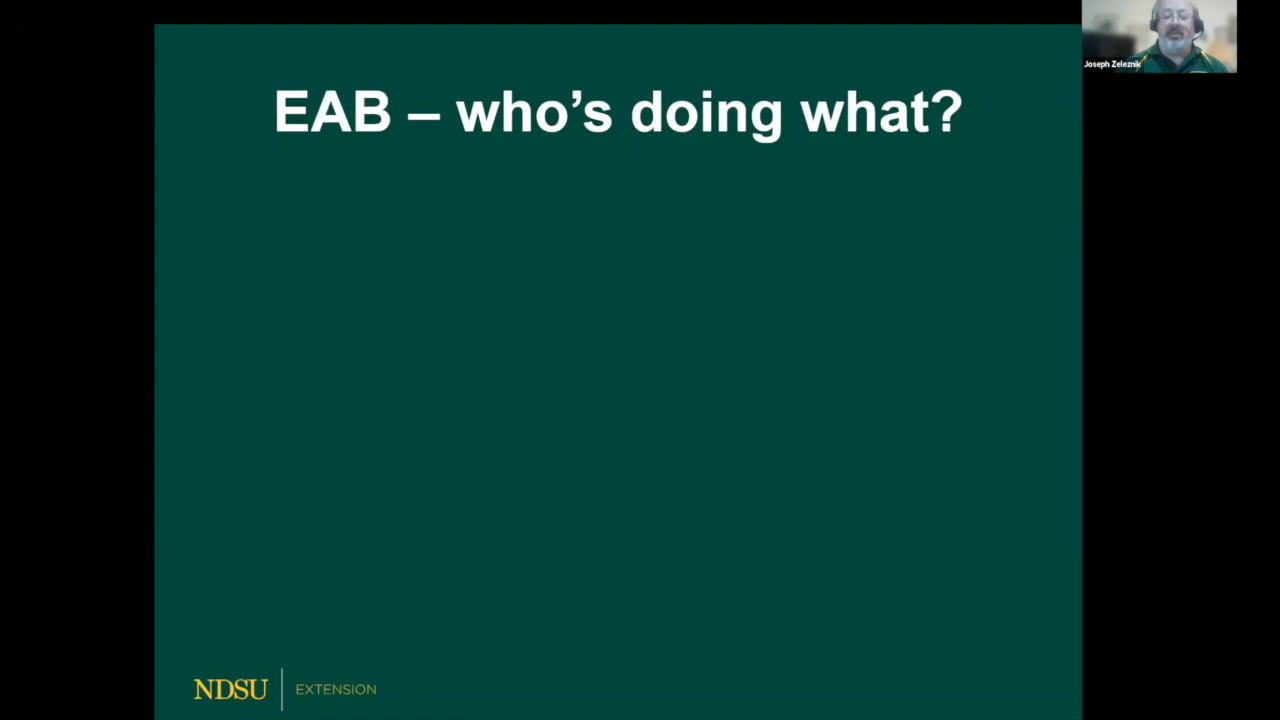 Joseph Zeleznik
EAB – who’s doing what?
NDSU
EXTENSION